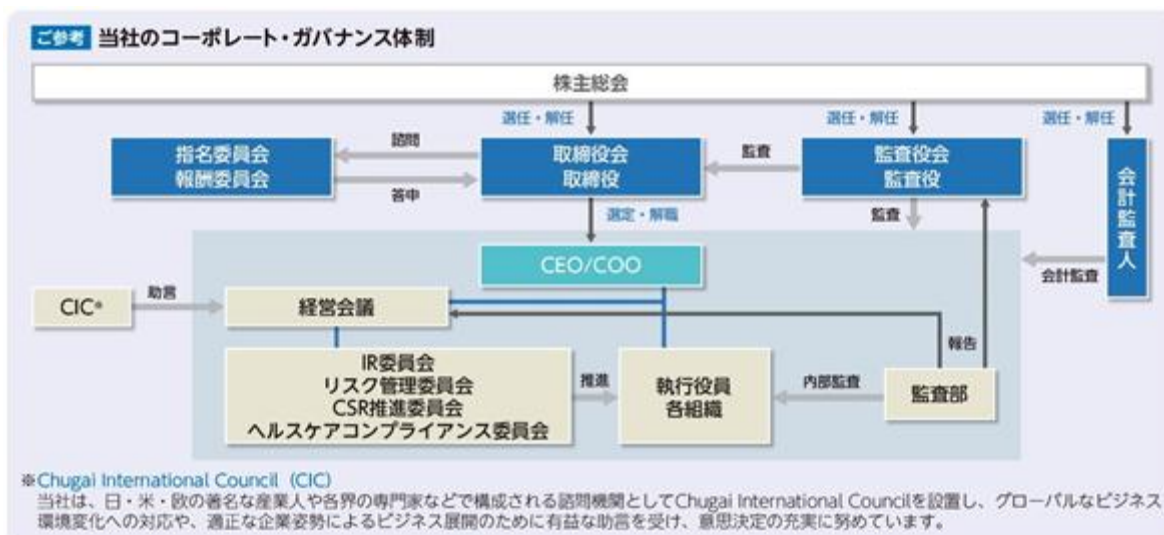 ご参考 当社のコーポレート・ガバナンス体制
株主総会
選任・解任
選任・解任
選任・解任
指名委員会
報酬委員会
諮問
答申
取締役会
取締役
監査
監査役会
監査役
会計監査人
選定・解職
監査
会計監査
CEO/COO
CIC※
助言
経営会議
報告
IR委員会
リスク管理委員会
CSR推進委員会
ヘルスケアコンプライアンス委員会
推進
執行役員
各組織
内部監査
監査部
※Chugai International Council（CIC）
当社は、日・米・欧の著名な産業人や各界の専門家などで構成される諮問機関としてChugai International Councilを設置し、グローバルなビジネス
環境変化への対応や、適正な企業姿勢によるビジネス展開のために有益な助言を受け、意思決定の充実に努めています。